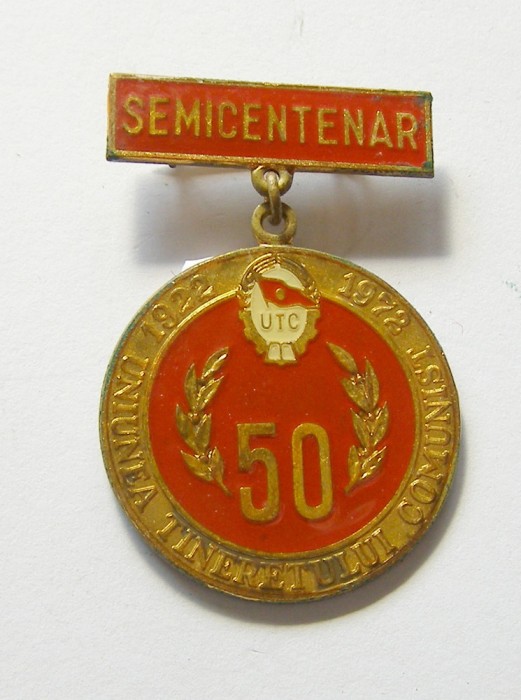 SEMICENTENAR
1922 1972
UTC
50
UNIUNEA TINERETULUI COMUNIST